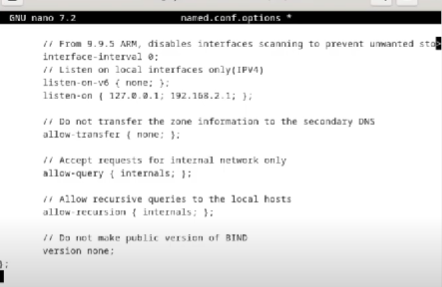 GNU nano 7.2 named.conf.options *
// From 9.9.5 ARM, disables interfaces scanning to prevent unwanted sto>
interface-interval 0;
// Listen on local interfaces only(IPV4)
listen-on-v6 { none; };
listen-on { 127.0.0.1; 192.168.2.1; };
// Do not transfer the zone information to the secondary DNS
allow-transfer { none; };
// Accept requests for internal network only
allow-query { internals; };
// Allow recursive queries to the local hosts
allow-recursion { internals; };
// Do not make public version of BIND
version none;
};